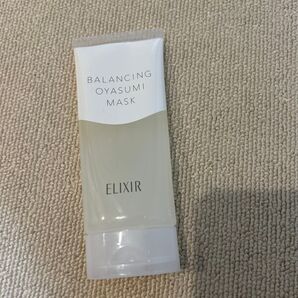 BALANCING
OYASUMI
MASK
ELIXIR